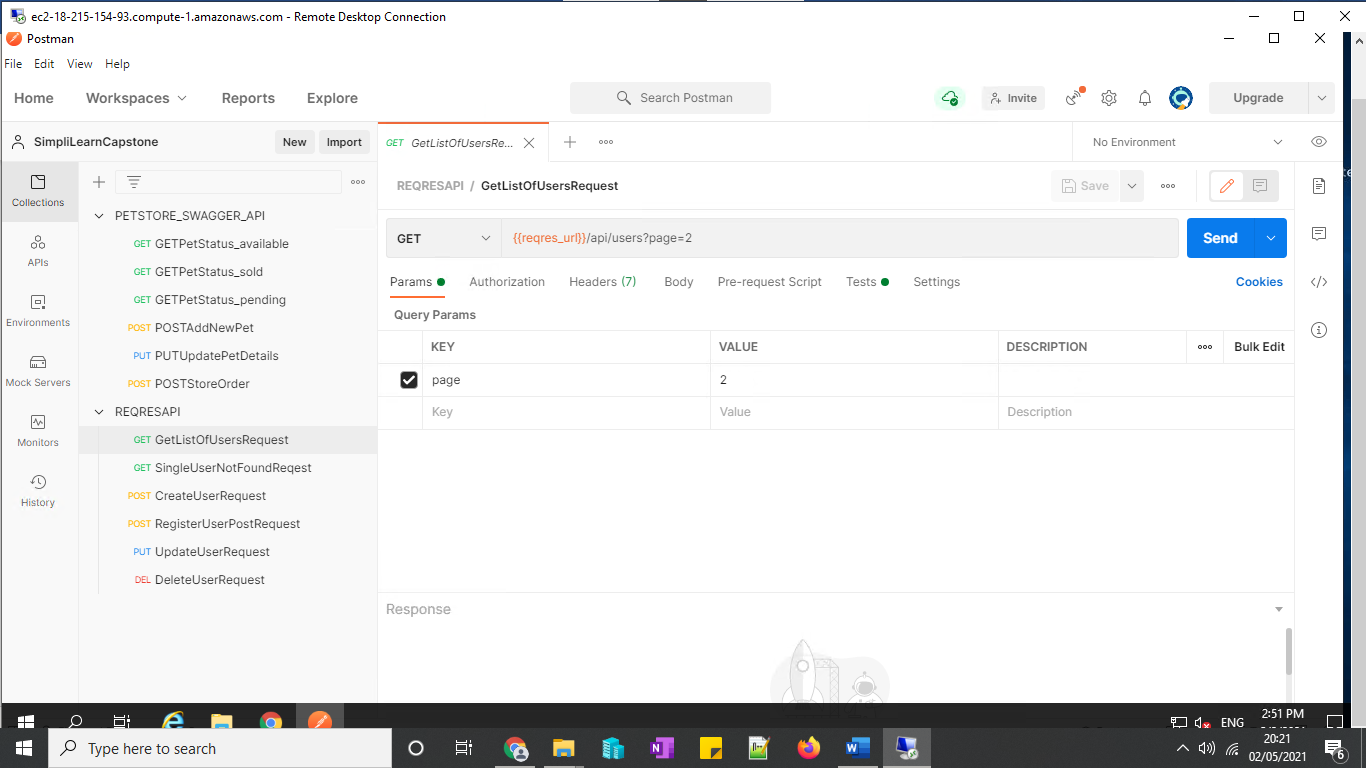 ec2-18-215-154-93.compute-1.amazonaws.com - Remote Desktop Connection
Postman
File Edit View Help
Home Workspaces Reports Explore Search Postman Invite Upgrade
SimpliLearnCapstone New Import GET GetListOfUsersRe... No Environment
Collections
APIs
Environments
Mock Servers
Monitors
History
PETSTORE_SWAGGER_API
GET GETPetStatus_available
GET GETPetStatus_sold
GET GETPetStatus_pending
POST POSTAddNewPet
PUT PUTUpdatePetDetails
POST POSTStoreOrder
REQRESAPI
GET GetListOfUsersRequest
GET SingleUserNotFoundReqest
POST CreateUserRequest
POST RegisterUserPostRequest
PUT UpdateUserRequest
DEL DeleteUserRequest
REQRESAPI / GetListOfUsersRequest Save
GET {{reqres_url}}/api/users?page=2 Send
Params Authorization Headers (7) Body Pre-request Script Tests Settings Cookies
Query Params
KEY VALUE DESCRIPTION Bulk Edit
page 2
Key Value Description
Response
ENG 2:51 PM
Type here to search
20:21
02/05/2021
6